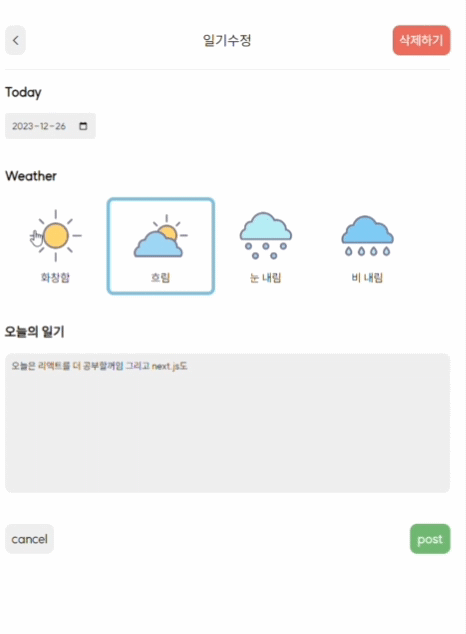 일기수정
삭제하기
Today
2023-12-26
Weather
화창함
흐림
눈 내림
비 내림
오늘의 일기
오늘은 리액트를 더 공부할꺼임 그리고 next.js도
cancel
post